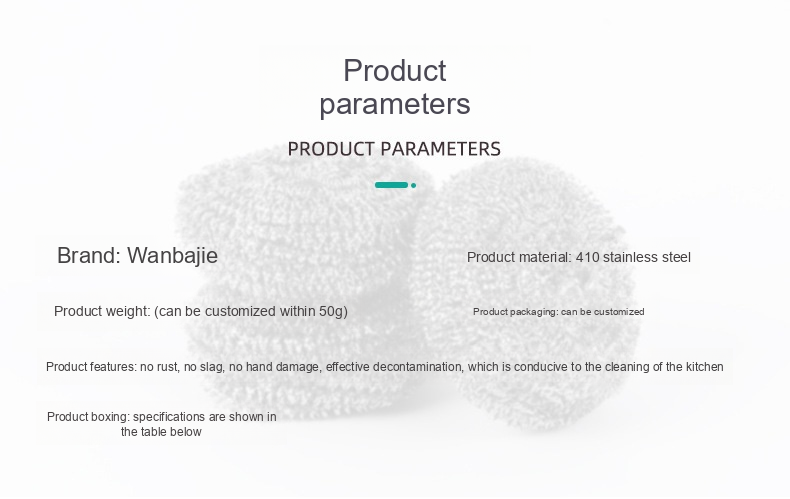 Product
parameters
PRODUCT PARAMETERS
Brand: Wanbajie
Product material: 410 stainless steel
Product weight: (can be customized within 50g)
Product packaging: can be customized
Product features: no rust, no slag, no hand damage, effective decontamination, which is conducive to the cleaning of the kitchen
Product boxing: specifications are shown in
the table below